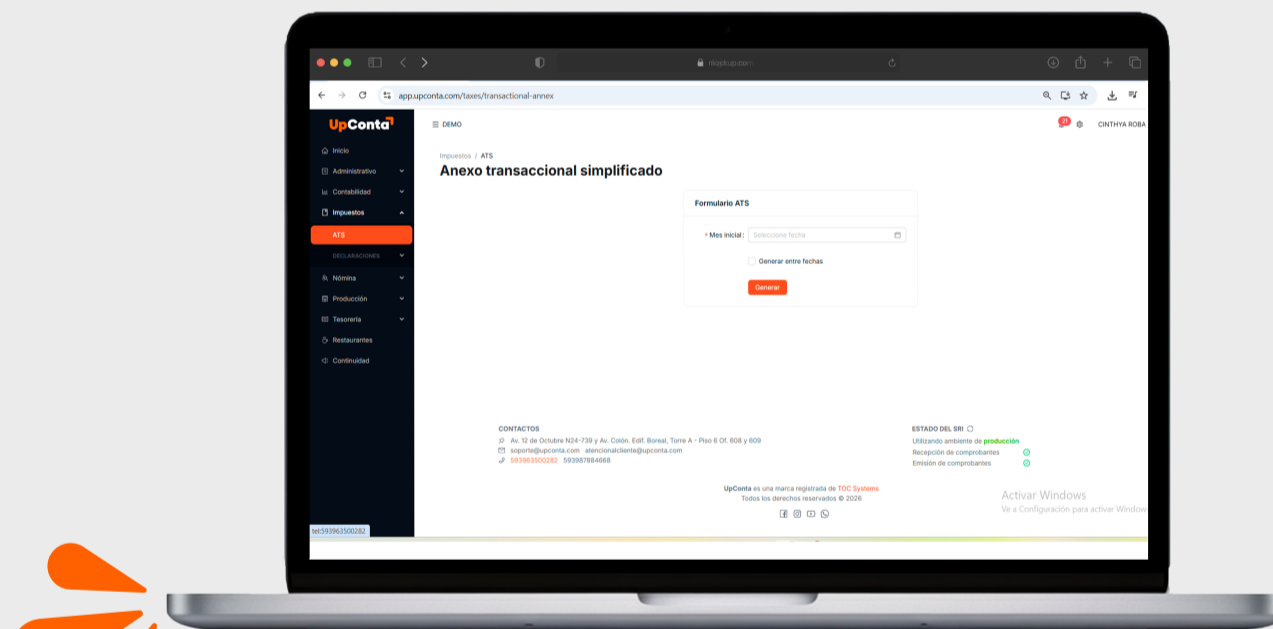 app.upconta.com/taxes/transactional-annex
UpConta
DEMO
71
CINTHYA ROBA
Inicio
Administrativo
Contabilidad
Impuestos
ATS
DECLARACIONES
Nómina
Producción
Tesorería
Restaurantes
Continuidad
Impuestos / ATS
Anexo transaccional simplificado
Formulario ATS
* Mes inicial: Seleccione fecha
Generar entre fechas
Generar
CONTACTOS
Av. 12 de Octubre N24-739 y Av. Colón. Edif. Boreal, Torre A - Piso 6 Of. 608 y 609
soporte@upconta.com atencionalcliente@upconta.com
593963500282 593987884668
ESTADO DEL SRI
Utilizando ambiente de producción
Recepción de comprobantes
Emisión de comprobantes
UpConta es una marca registrada de TOC Systems
Todos los derechos reservados © 2026
Activar Windows
Ve a Configuración para activar Window
tel:593963500282